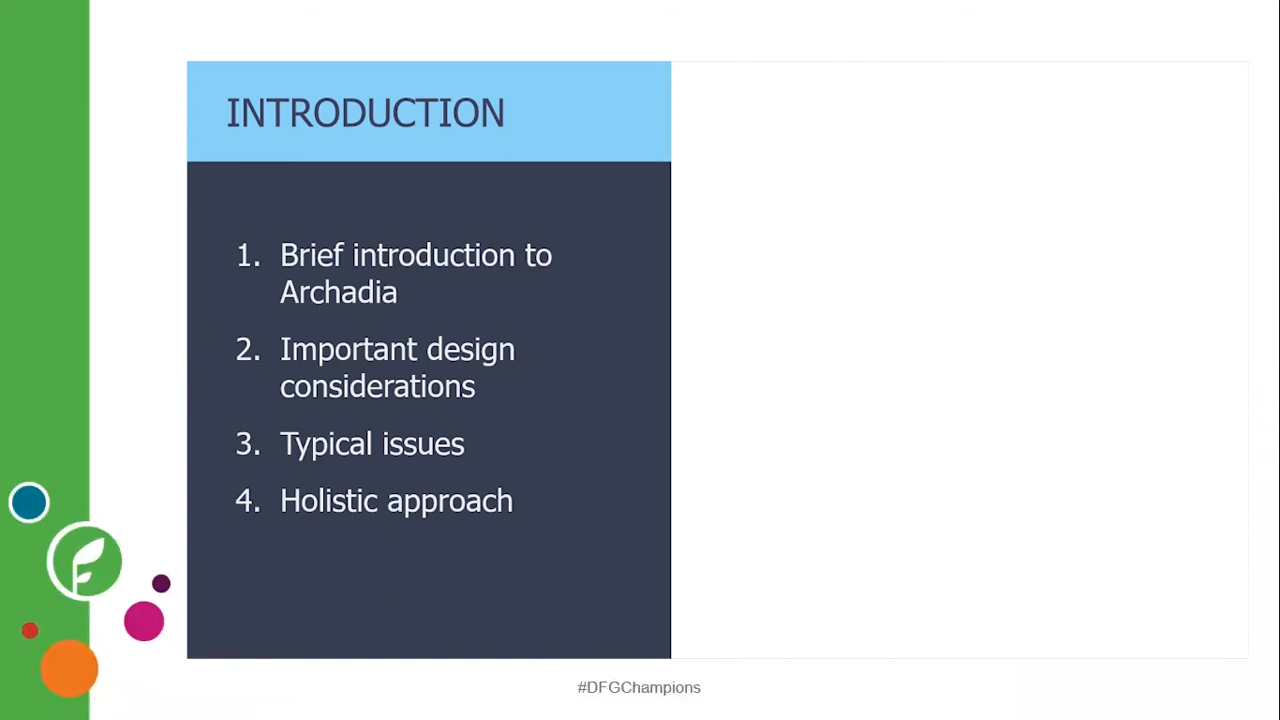 INTRODUCTION
1. Brief introduction to
Archadia
2. Important design
considerations
3. Typical issues
4. Holistic approach
#DFGChampions